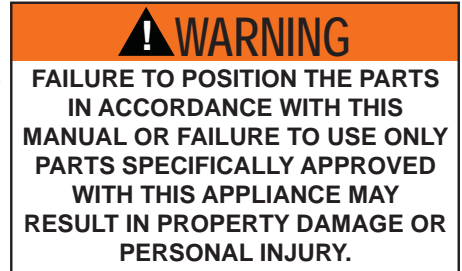 WARNING
FAILURE TO POSITION THE PARTS
IN ACCORDANCE WITH THIS
MANUAL OR FAILURE TO USE ONLY
PARTS SPECIFICALLY APPROVED
WITH THIS APPLIANCE MAY
RESULT IN PROPERTY DAMAGE OR
PERSONAL INJURY.